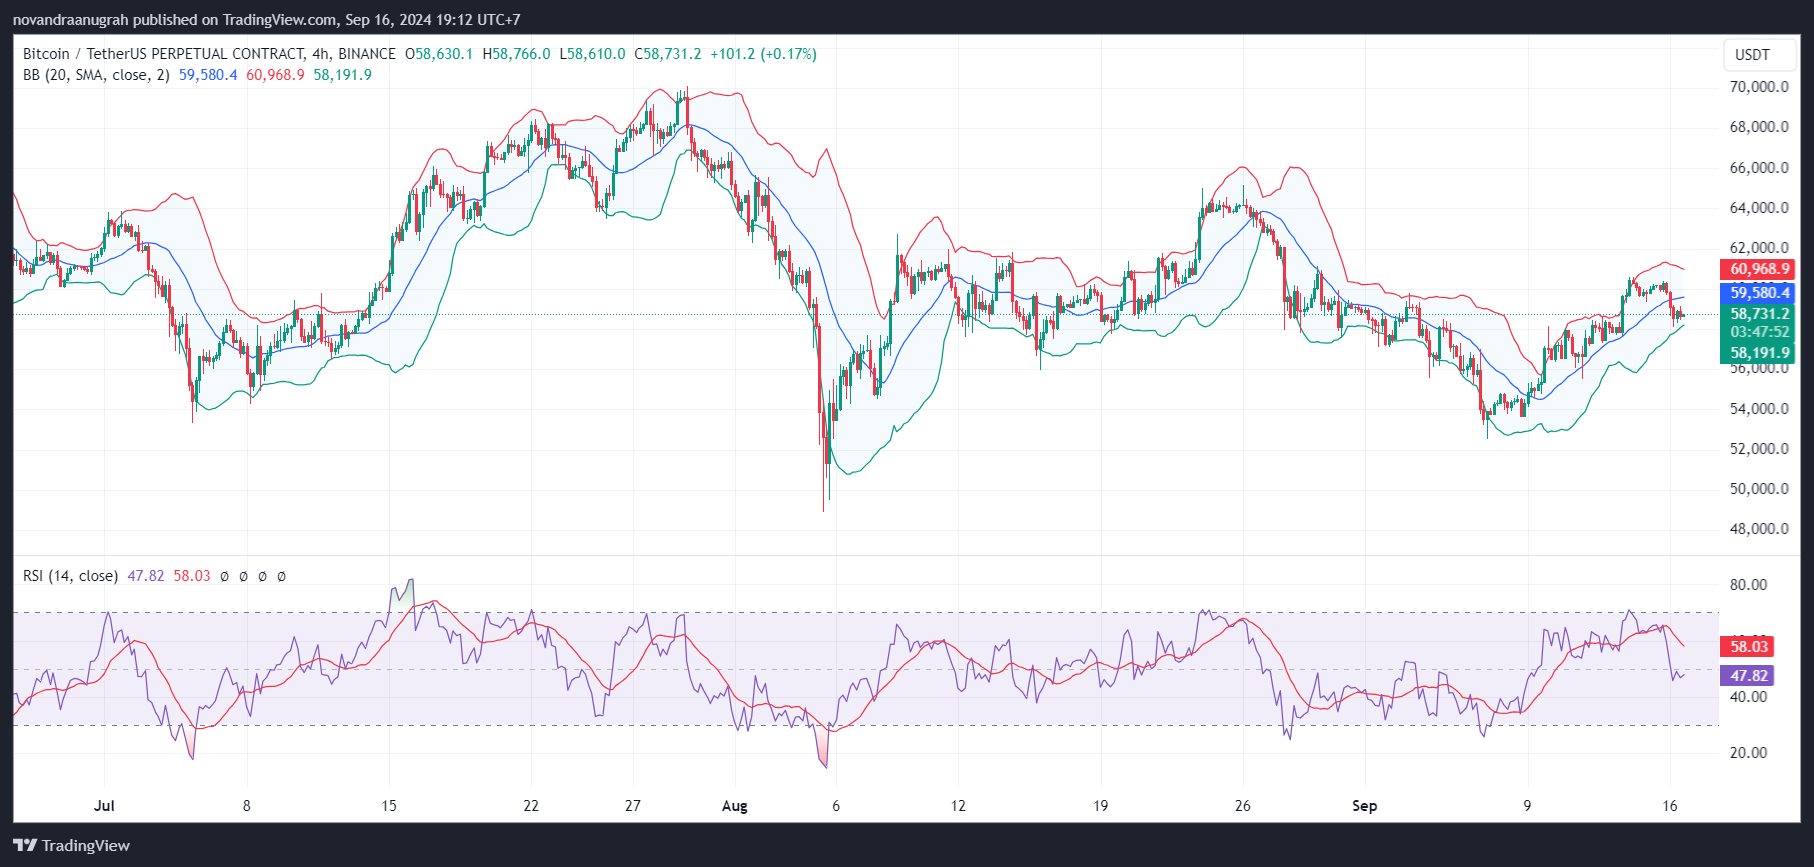 novandraanugrah published on TradingView.com, Sep 16, 2024 19:12 UTC+7
Bitcoin / TetherUS PERPETUAL CONTRACT, 4h, BINANCE O58,630.1 H58,766.0 L58,610.0 C58,731.2 +101.2 (+0.17%)
BB (20, SMA, close, 2) 59,580.4 60,968.9 58,191.9
USDT
70,000.0
68,000.0
66,000.0
64,000.0
62,000.0
60,968.9
59,580.4
58,731.2
03:47:52
58,191.9
56,000.0
54,000.0
52,000.0
50,000.0
48,000.0
RSI (14, close) 47.82 58.03 Ø Ø Ø Ø
80.00
58.03
47.82
40.00
20.00
Jul 8 15 22 27 Aug 6 12 19 26 Sep 9 16
TradingView